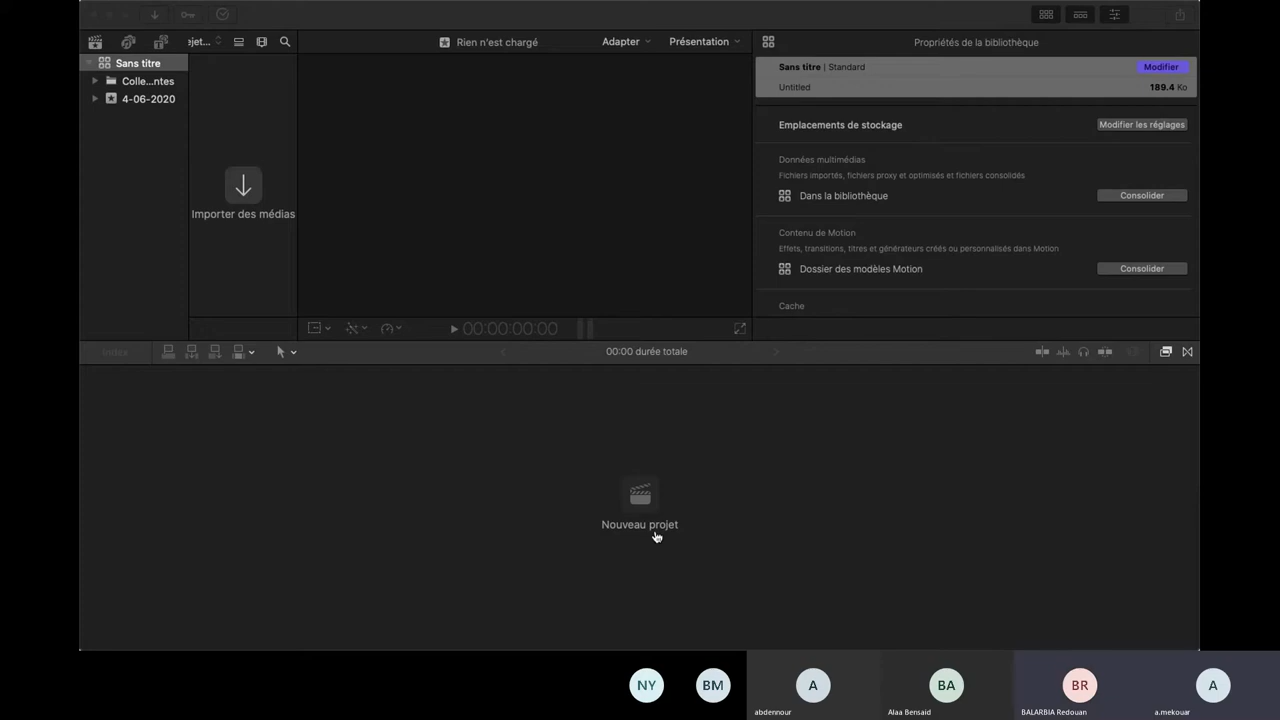 ejet...
Rien n'est chargé
Adapter
Présentation
Propriétés de la bibliothèque
Sans titre
Colle...ntes
4-06-2020
Importer des médias
Sans titre | Standard
Modifier
Untitled
189.4 Ko
Emplacements de stockage
Modifier les réglages
Données multimédias
Fichiers importés, fichiers proxy et optimisés et fichiers consolidés
Dans la bibliothèque
Consolider
Contenu de Motion
Effets, transitions, titres et générateurs créés ou personnalisés dans Motion
Dossier des modèles Motion
Consolider
Cache
00:00:00:00
Index
00:00 durée totale
Nouveau projet
NY
BM
A
BA
BR
A
abdennour
Alaa Bensaid
BALARBIA Redouan
a.mekouar